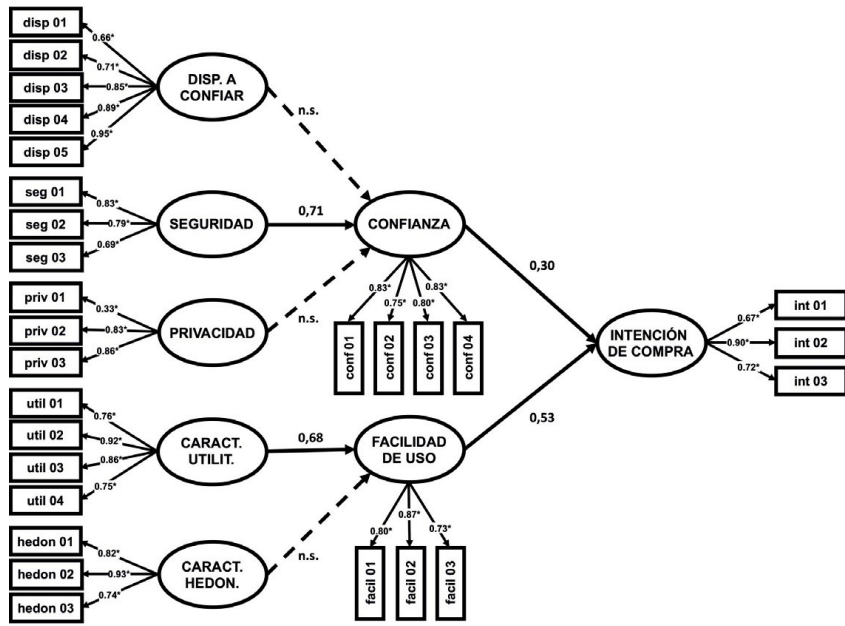 disp 01
0.66*
disp 02
0.71*
disp 03
0.85*
disp 04
0.89*
disp 05
0.95*
DISP. A
CONFIAR
n.s.
seg 01
0.83*
seg 02
0.79*
seg 03
0.69*
SEGURIDAD
0,71
CONFIANZA
priv 01
0.33*
priv 02
0.83*
priv 03
0.86*
PRIVACIDAD
n.s.
0.83*
0.75*
0.80*
0.83*
conf 01
conf 02
conf 03
conf 04
0,30
INTENCIÓN
DE COMPRA
0.67*
int 01
0.90*
int 02
0.72*
int 03
0,53
util 01
0.76*
util 02
0.92*
util 03
0.86*
util 04
0.75*
CARACT.
UTILIT.
0,68
FACILIDAD
DE USO
hedon 01
0.82*
hedon 02
0.93*
hedon 03
0.74*
CARACT.
HEDON.
n.s.
0.80*
0.87*
0.73*
facil 01
facil 02
facil 03